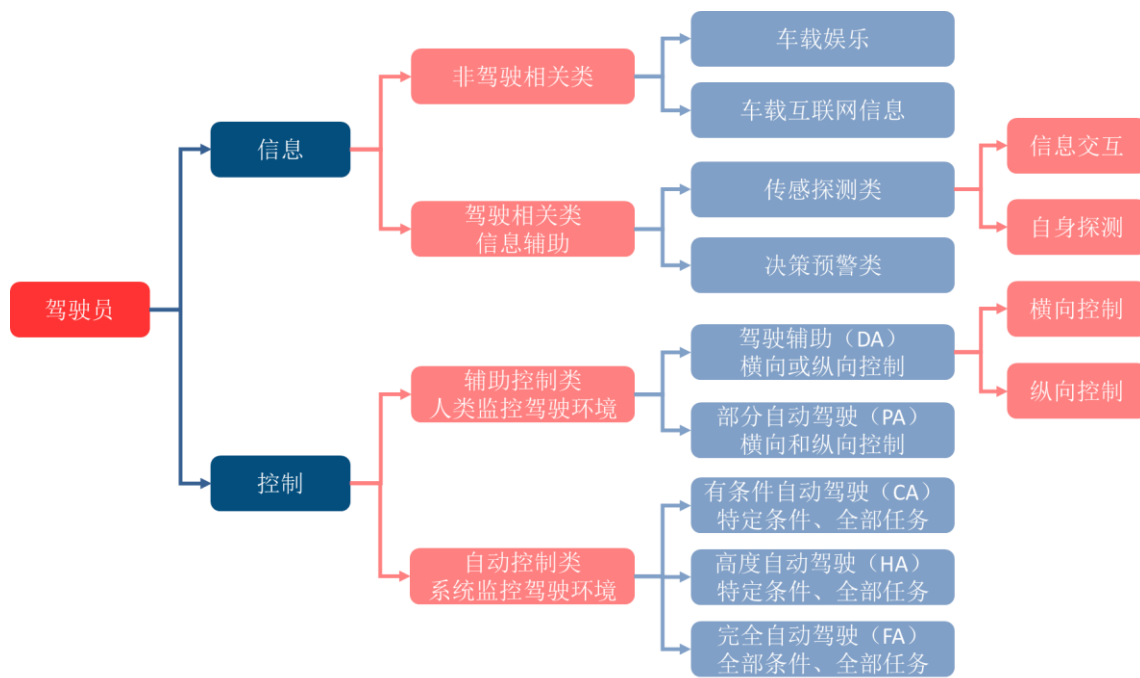 驾驶员
信息
控制
非驾驶相关类
驾驶相关类
信息辅助
辅助控制类
人类监控驾驶环境
自动控制类
系统监控驾驶环境
车载娱乐
车载互联网信息
传感探测类
决策预警类
驾驶辅助（DA）
横向或纵向控制
部分自动驾驶（PA）
横向和纵向控制
有条件自动驾驶（CA）
特定条件、全部任务
高度自动驾驶（HA）
特定条件、全部任务
完全自动驾驶（FA）
全部条件、全部任务
信息交互
自身探测
横向控制
纵向控制